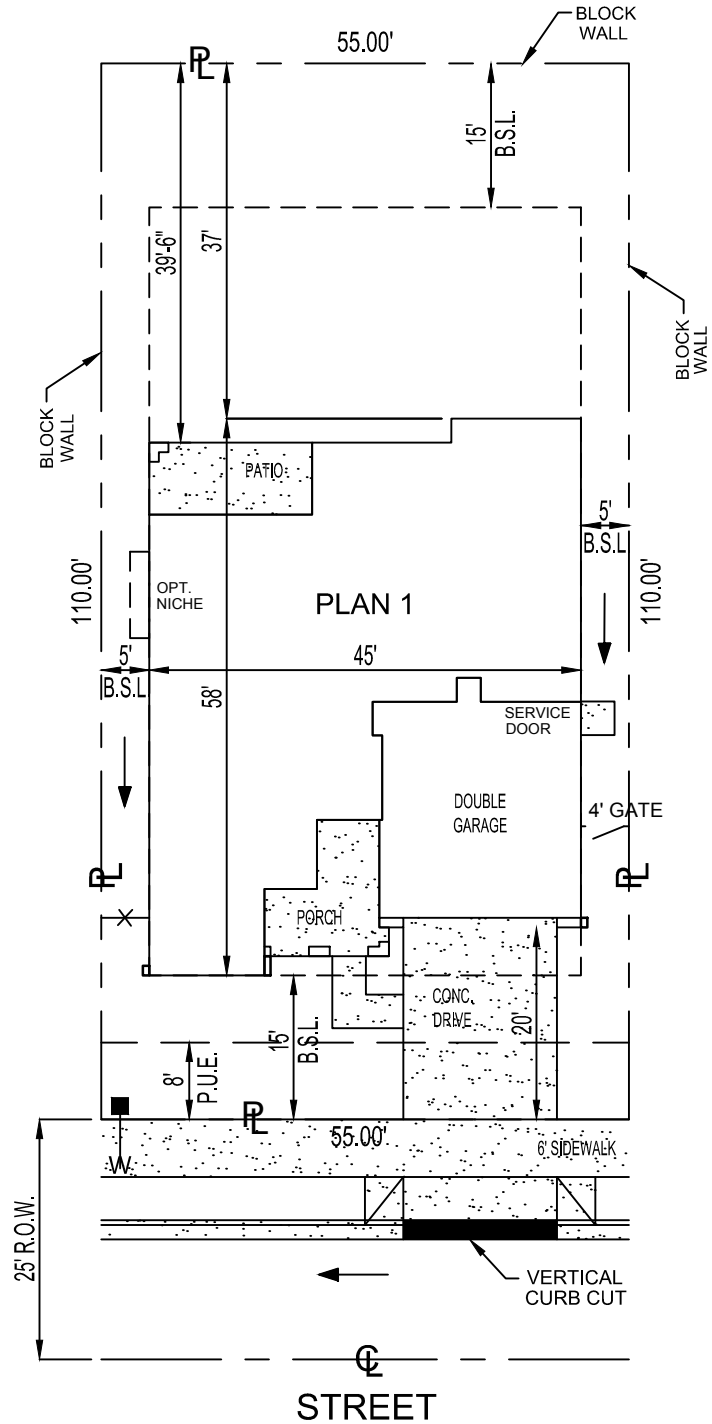 BLOCK
WALL
55.00'
PL
15'
B.S.L.
39'-6"
37'
BLOCK
WALL
BLOCK
WALL
PATIO
5'
B.S.L
OPT.
NICHE
PLAN 1
110.00'
110.00'
5'
B.S.L
45'
58'
SERVICE
DOOR
DOUBLE
GARAGE
4' GATE
PL
PL
PORCH
CONC.
DRIVE
20'
15'
B.S.L.
8'
P.U.E.
PL
55.00'
6' SIDEWALK
W
25' R.O.W.
VERTICAL
CURB CUT
CL
STREET